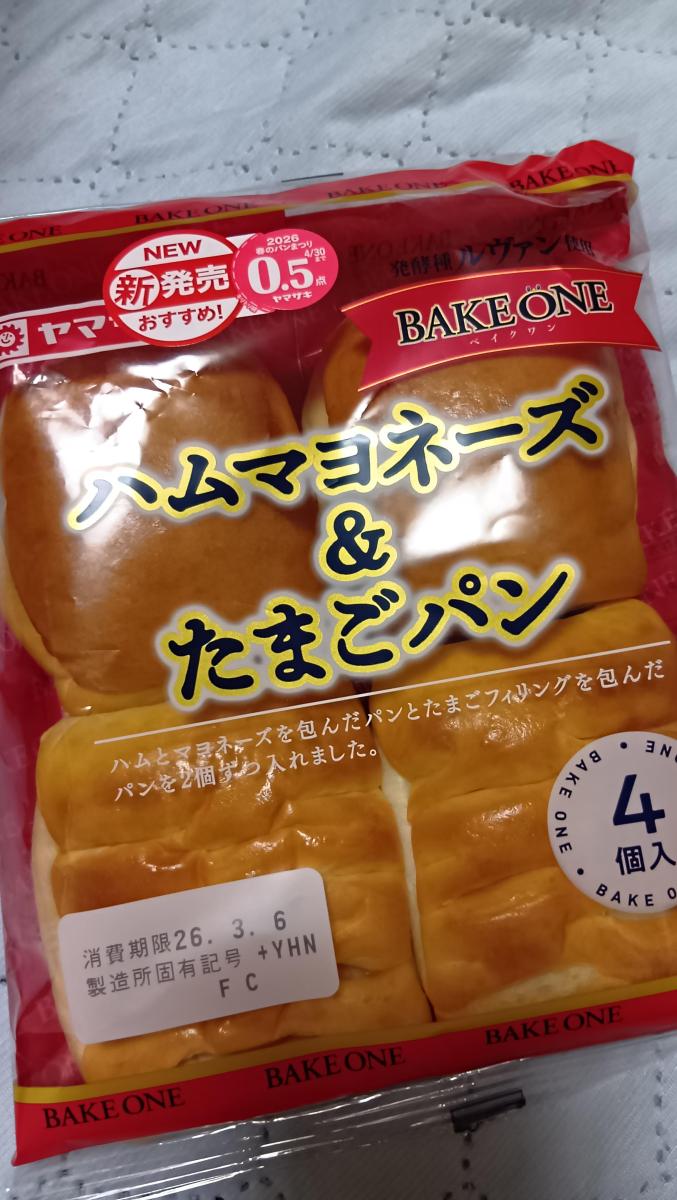 BAKE ONE
BAKE ONE
BAKE ONE
NEW
新発売
おすすめ!
2026
春のパンまつり
4/30
まで
0.5点
ヤマザキ
発酵種 ルヴァン使用
BAKE ONE
ベイクワン
ハムマヨネーズ
&
たまごパン
ハムとマヨネーズを包んだパンとたまごフィリングを包んだ
パンを2個ずつ入れました。
BAKE ONE
4
個入
BAKE ONE
消費期限26. 3. 6
製造所固有記号 +YHN
F C
BAKE ONE
BAKE ONE
BAKE ONE